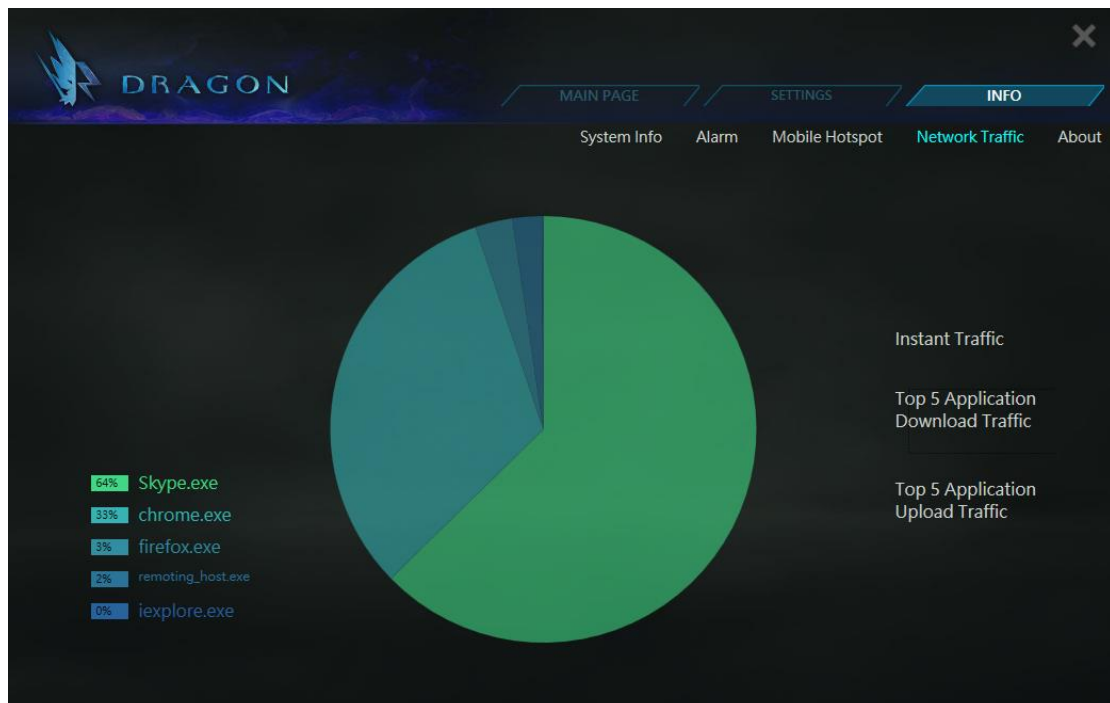 DRAGON
MAIN PAGE
SETTINGS
INFO
System Info
Alarm
Mobile Hotspot
Network Traffic
About
Instant Traffic
Top 5 Application
Download Traffic
Top 5 Application
Upload Traffic
64% Skype.exe
33% chrome.exe
3% firefox.exe
2% remoting_host.exe
0% iexplore.exe